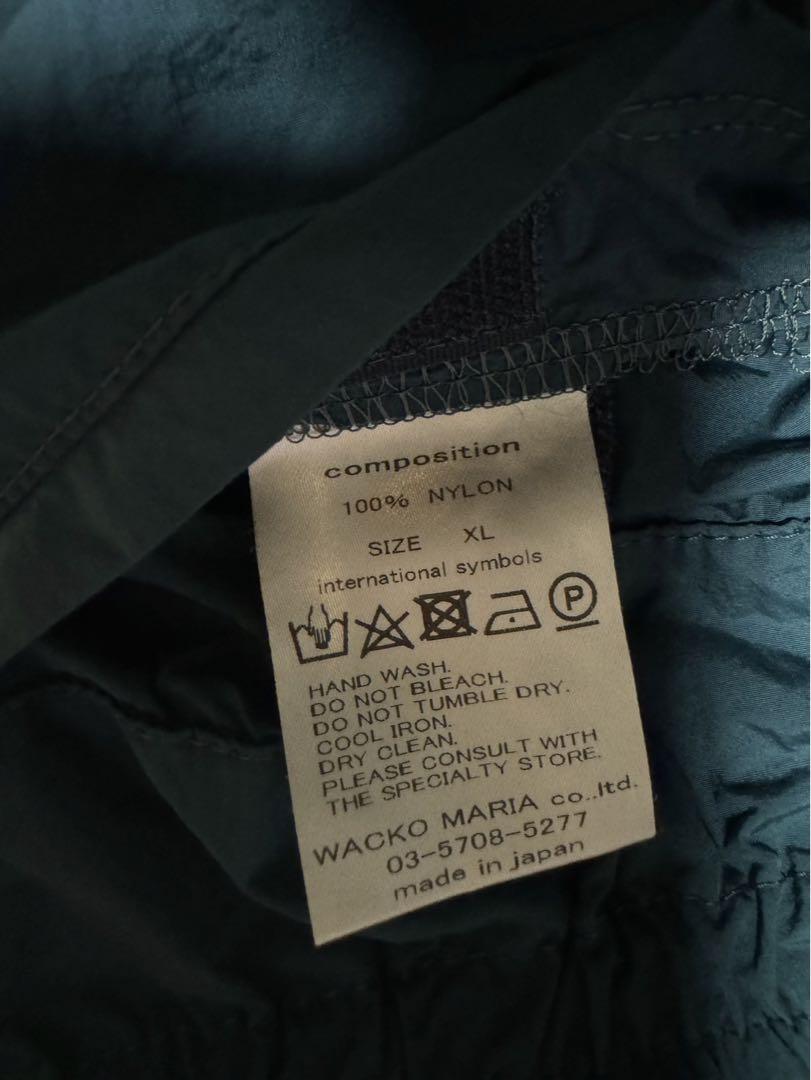 composition
100% NYLON
SIZE XL
international symbols
P
HAND WASH.
DO NOT BLEACH.
DO NOT TUMBLE DRY.
COOL IRON.
DRY CLEAN.
PLEASE CONSULT WITH
THE SPECIALTY STORE.
WACKO MARIA co.,ltd.
03-5708-5277
made in japan